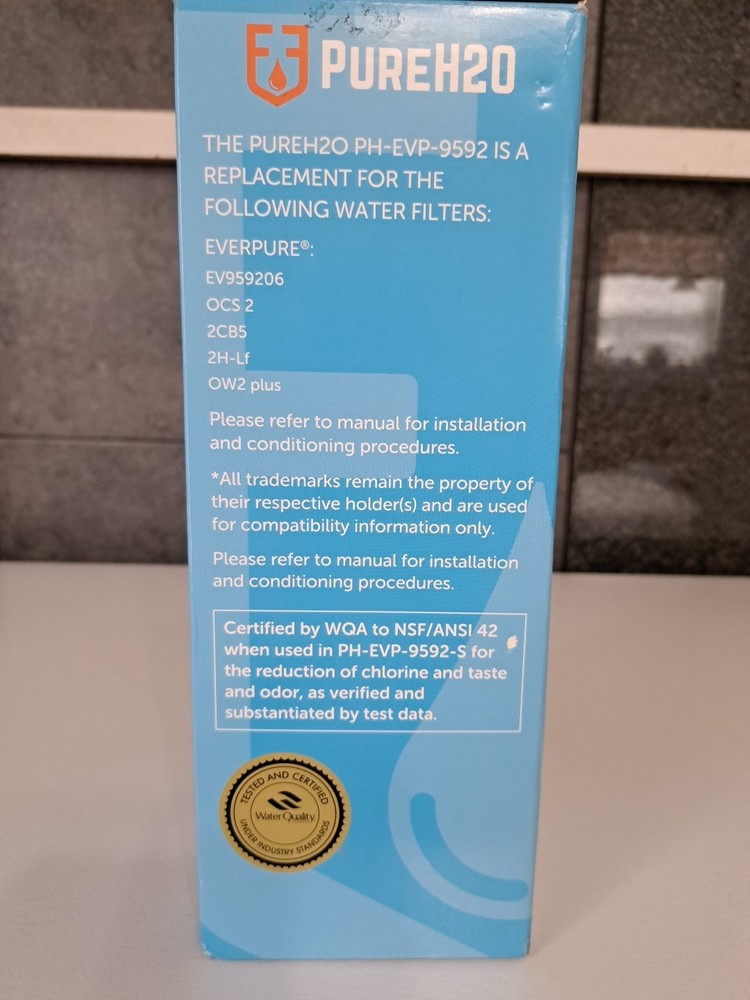 PUREH2O
THE PUREH2O PH-EVP-9592 IS A
REPLACEMENT FOR THE
FOLLOWING WATER FILTERS:
EVERPURE®:
EV959206
OCS 2
2CB5
2H-Lf
OW2 plus
Please refer to manual for installation
and conditioning procedures.
*All trademarks remain the property of
their respective holder(s) and are used
for compatibility information only.
Please refer to manual for installation
and conditioning procedures.
Certified by WQA to NSF/ANSI 42
when used in PH-EVP-9592-S for
the reduction of chlorine and taste
and odor, as verified and
substantiated by test data.
TESTED AND CERTIFIED
Water Quality
UNDER INDUSTRY STANDARDS